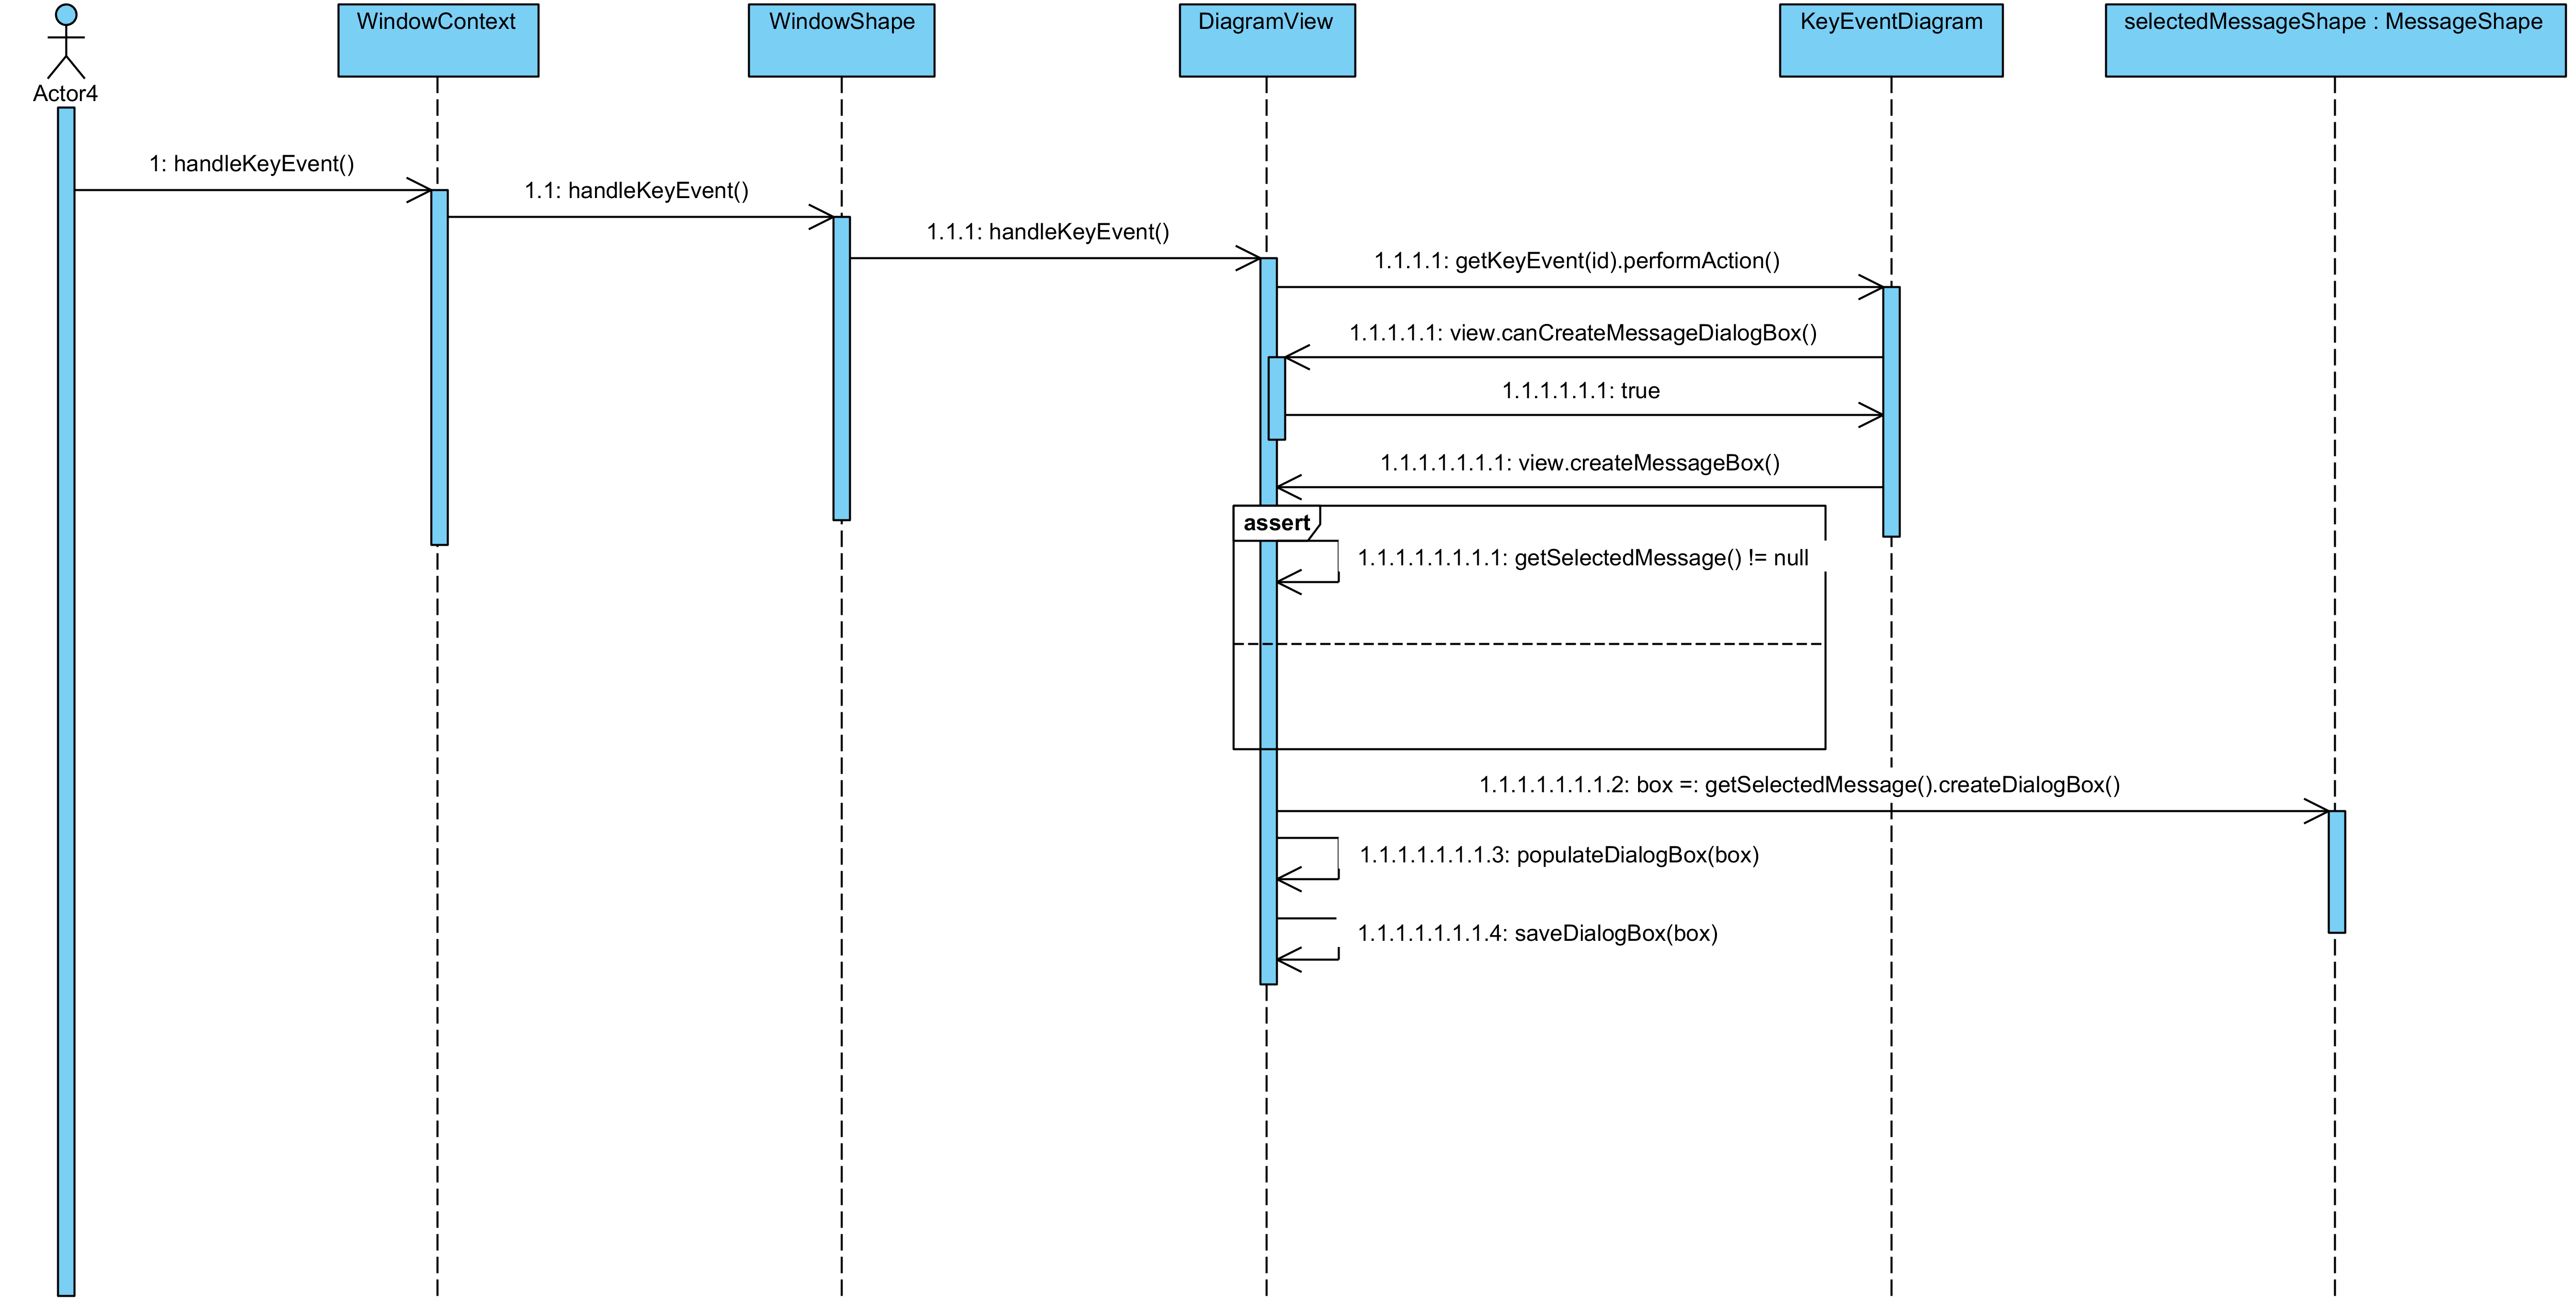 Actor4
WindowContext
WindowShape
DiagramView
KeyEventDiagram
selectedMessageShape : MessageShape
1: handleKeyEvent()
1.1: handleKeyEvent()
1.1.1: handleKeyEvent()
1.1.1.1: getKeyEvent(id).performAction()
1.1.1.1.1: view.canCreateMessageDialogBox()
1.1.1.1.1.1: true
1.1.1.1.1.1.1: view.createMessageBox()
assert
1.1.1.1.1.1.1.1: getSelectedMessage() != null
1.1.1.1.1.1.1.2: box =: getSelectedMessage().createDialogBox()
1.1.1.1.1.1.1.3: populateDialogBox(box)
1.1.1.1.1.1.1.4: saveDialogBox(box)